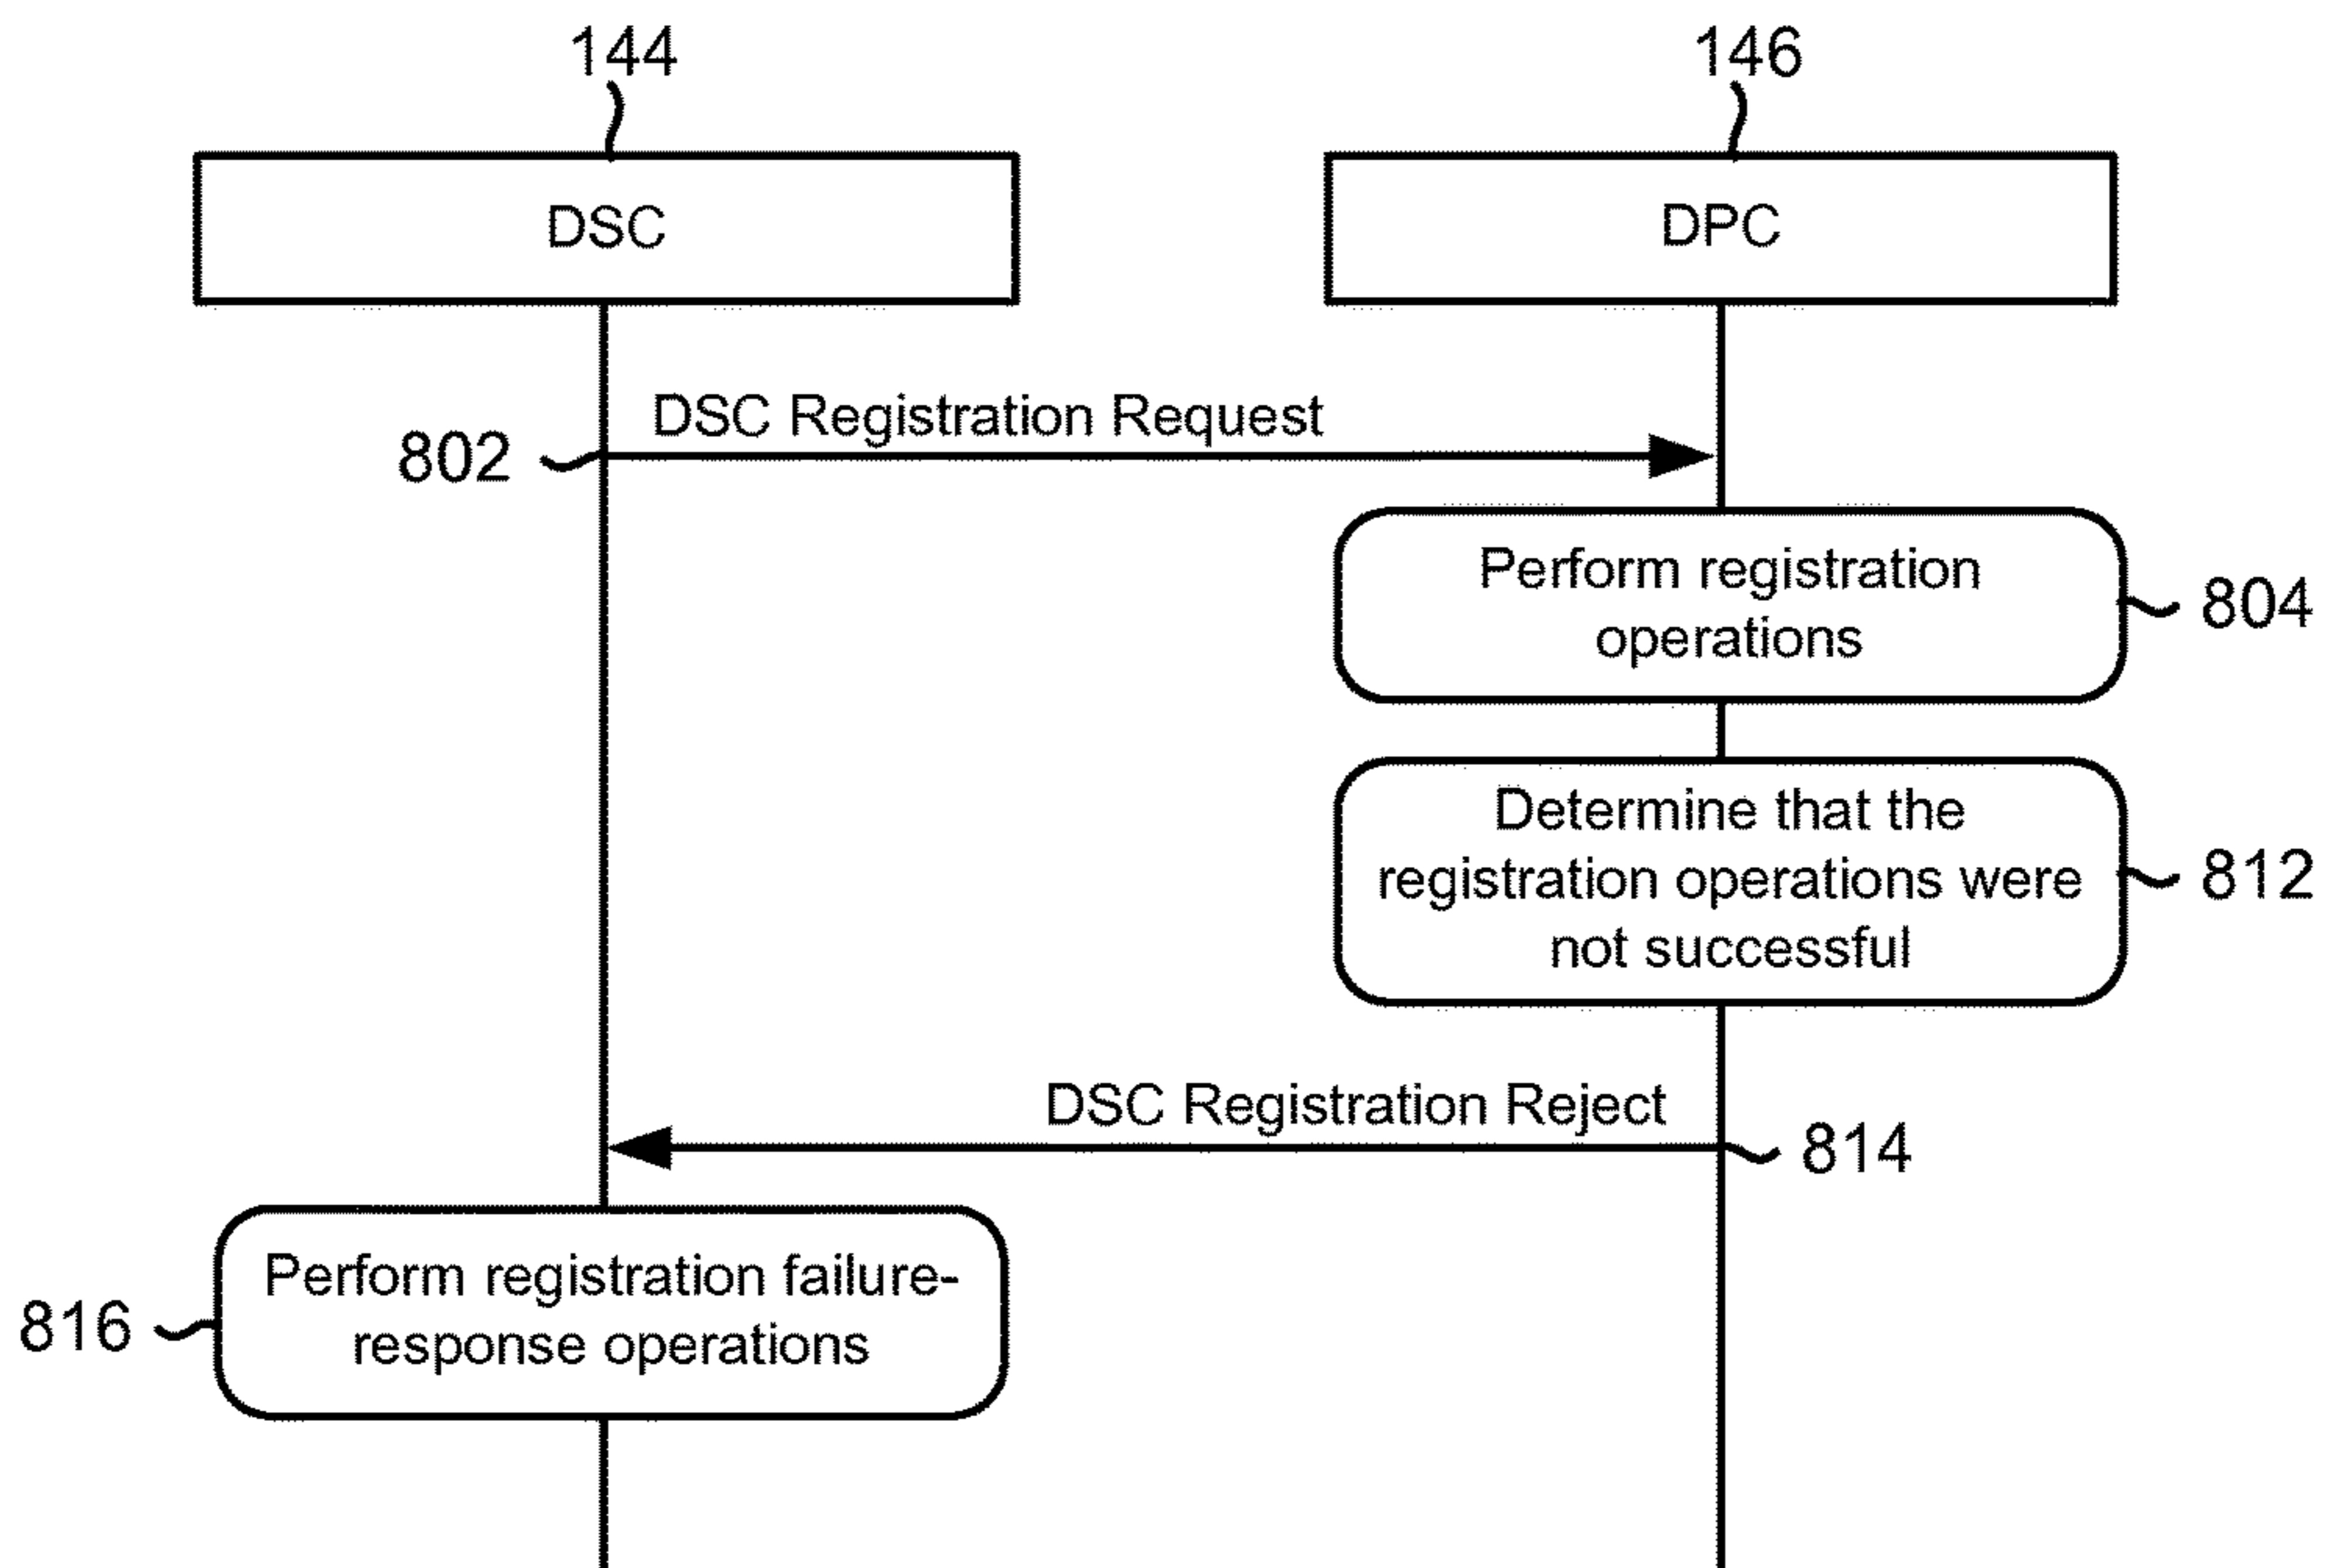 144
146
DSC
DPC
DSC Registration Request
802
Perform registration
operations
804
Determine that the
registration operations were
not successful
812
DSC Registration Reject
814
Perform registration failure-
response operations
816